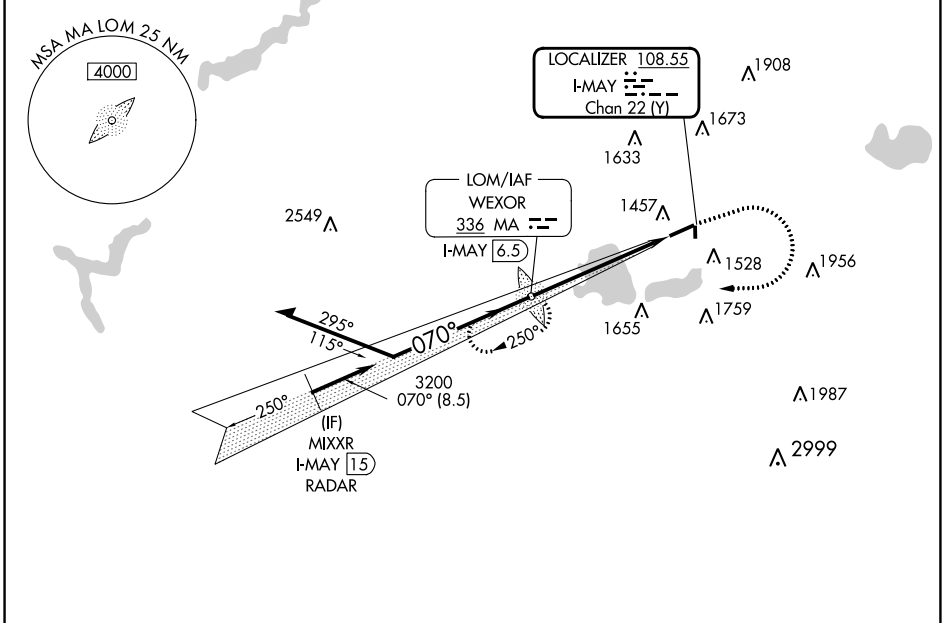 MSA MA LOM 25 NM
4000
LOCALIZER 108.55
I-MAY
Chan 22 (Y)
1908
1673
1633
LOM/IAF
WEXOR
336 MA
I-MAY 6.5
2549
1457
1528
1956
1655
1759
295°
115°
070°
250°
3200
070° (8.5)
250°
(IF)
MIXXR
I-MAY 15
RADAR
1987
2999